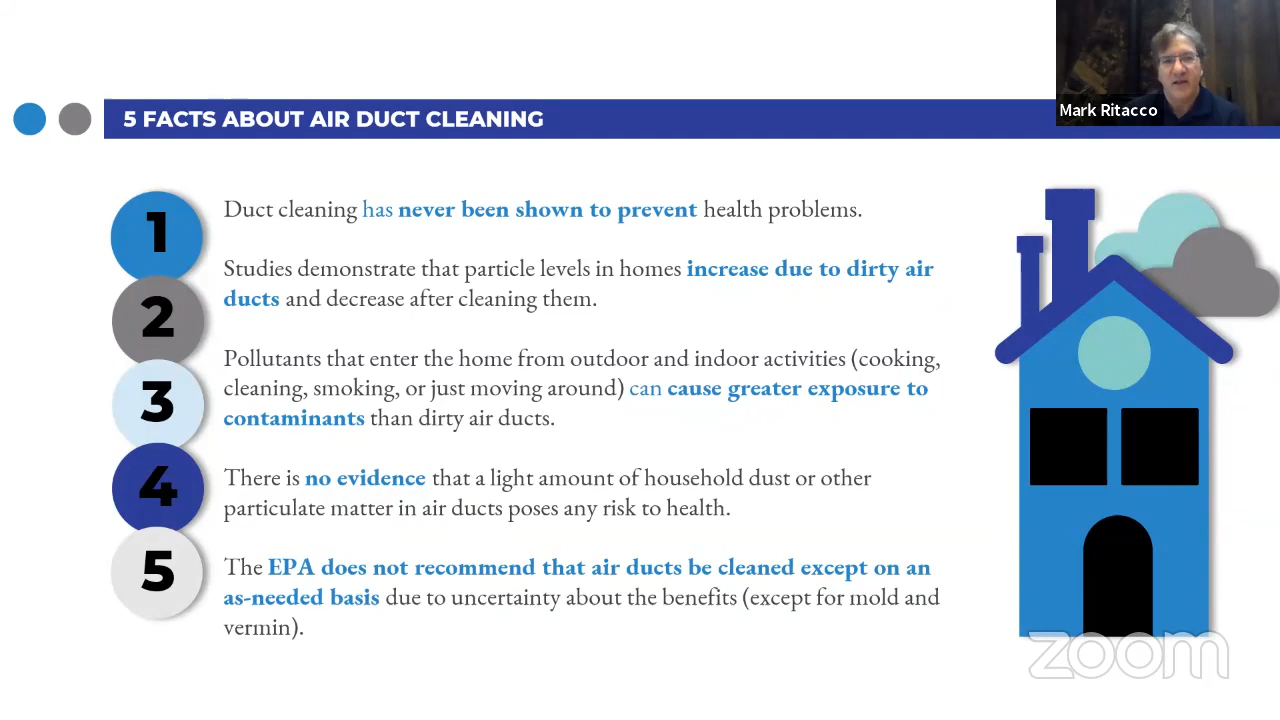 Mark Ritacco
5 FACTS ABOUT AIR DUCT CLEANING
1
Duct cleaning has never been shown to prevent health problems.
2
Studies demonstrate that particle levels in homes increase due to dirty air
ducts and decrease after cleaning them.
3
Pollutants that enter the home from outdoor and indoor activities (cooking,
cleaning, smoking, or just moving around) can cause greater exposure to
contaminants than dirty air ducts.
4
There is no evidence that a light amount of household dust or other
particulate matter in air ducts poses any risk to health.
5
The EPA does not recommend that air ducts be cleaned except on an
as-needed basis due to uncertainty about the benefits (except for mold and
vermin).
zoom